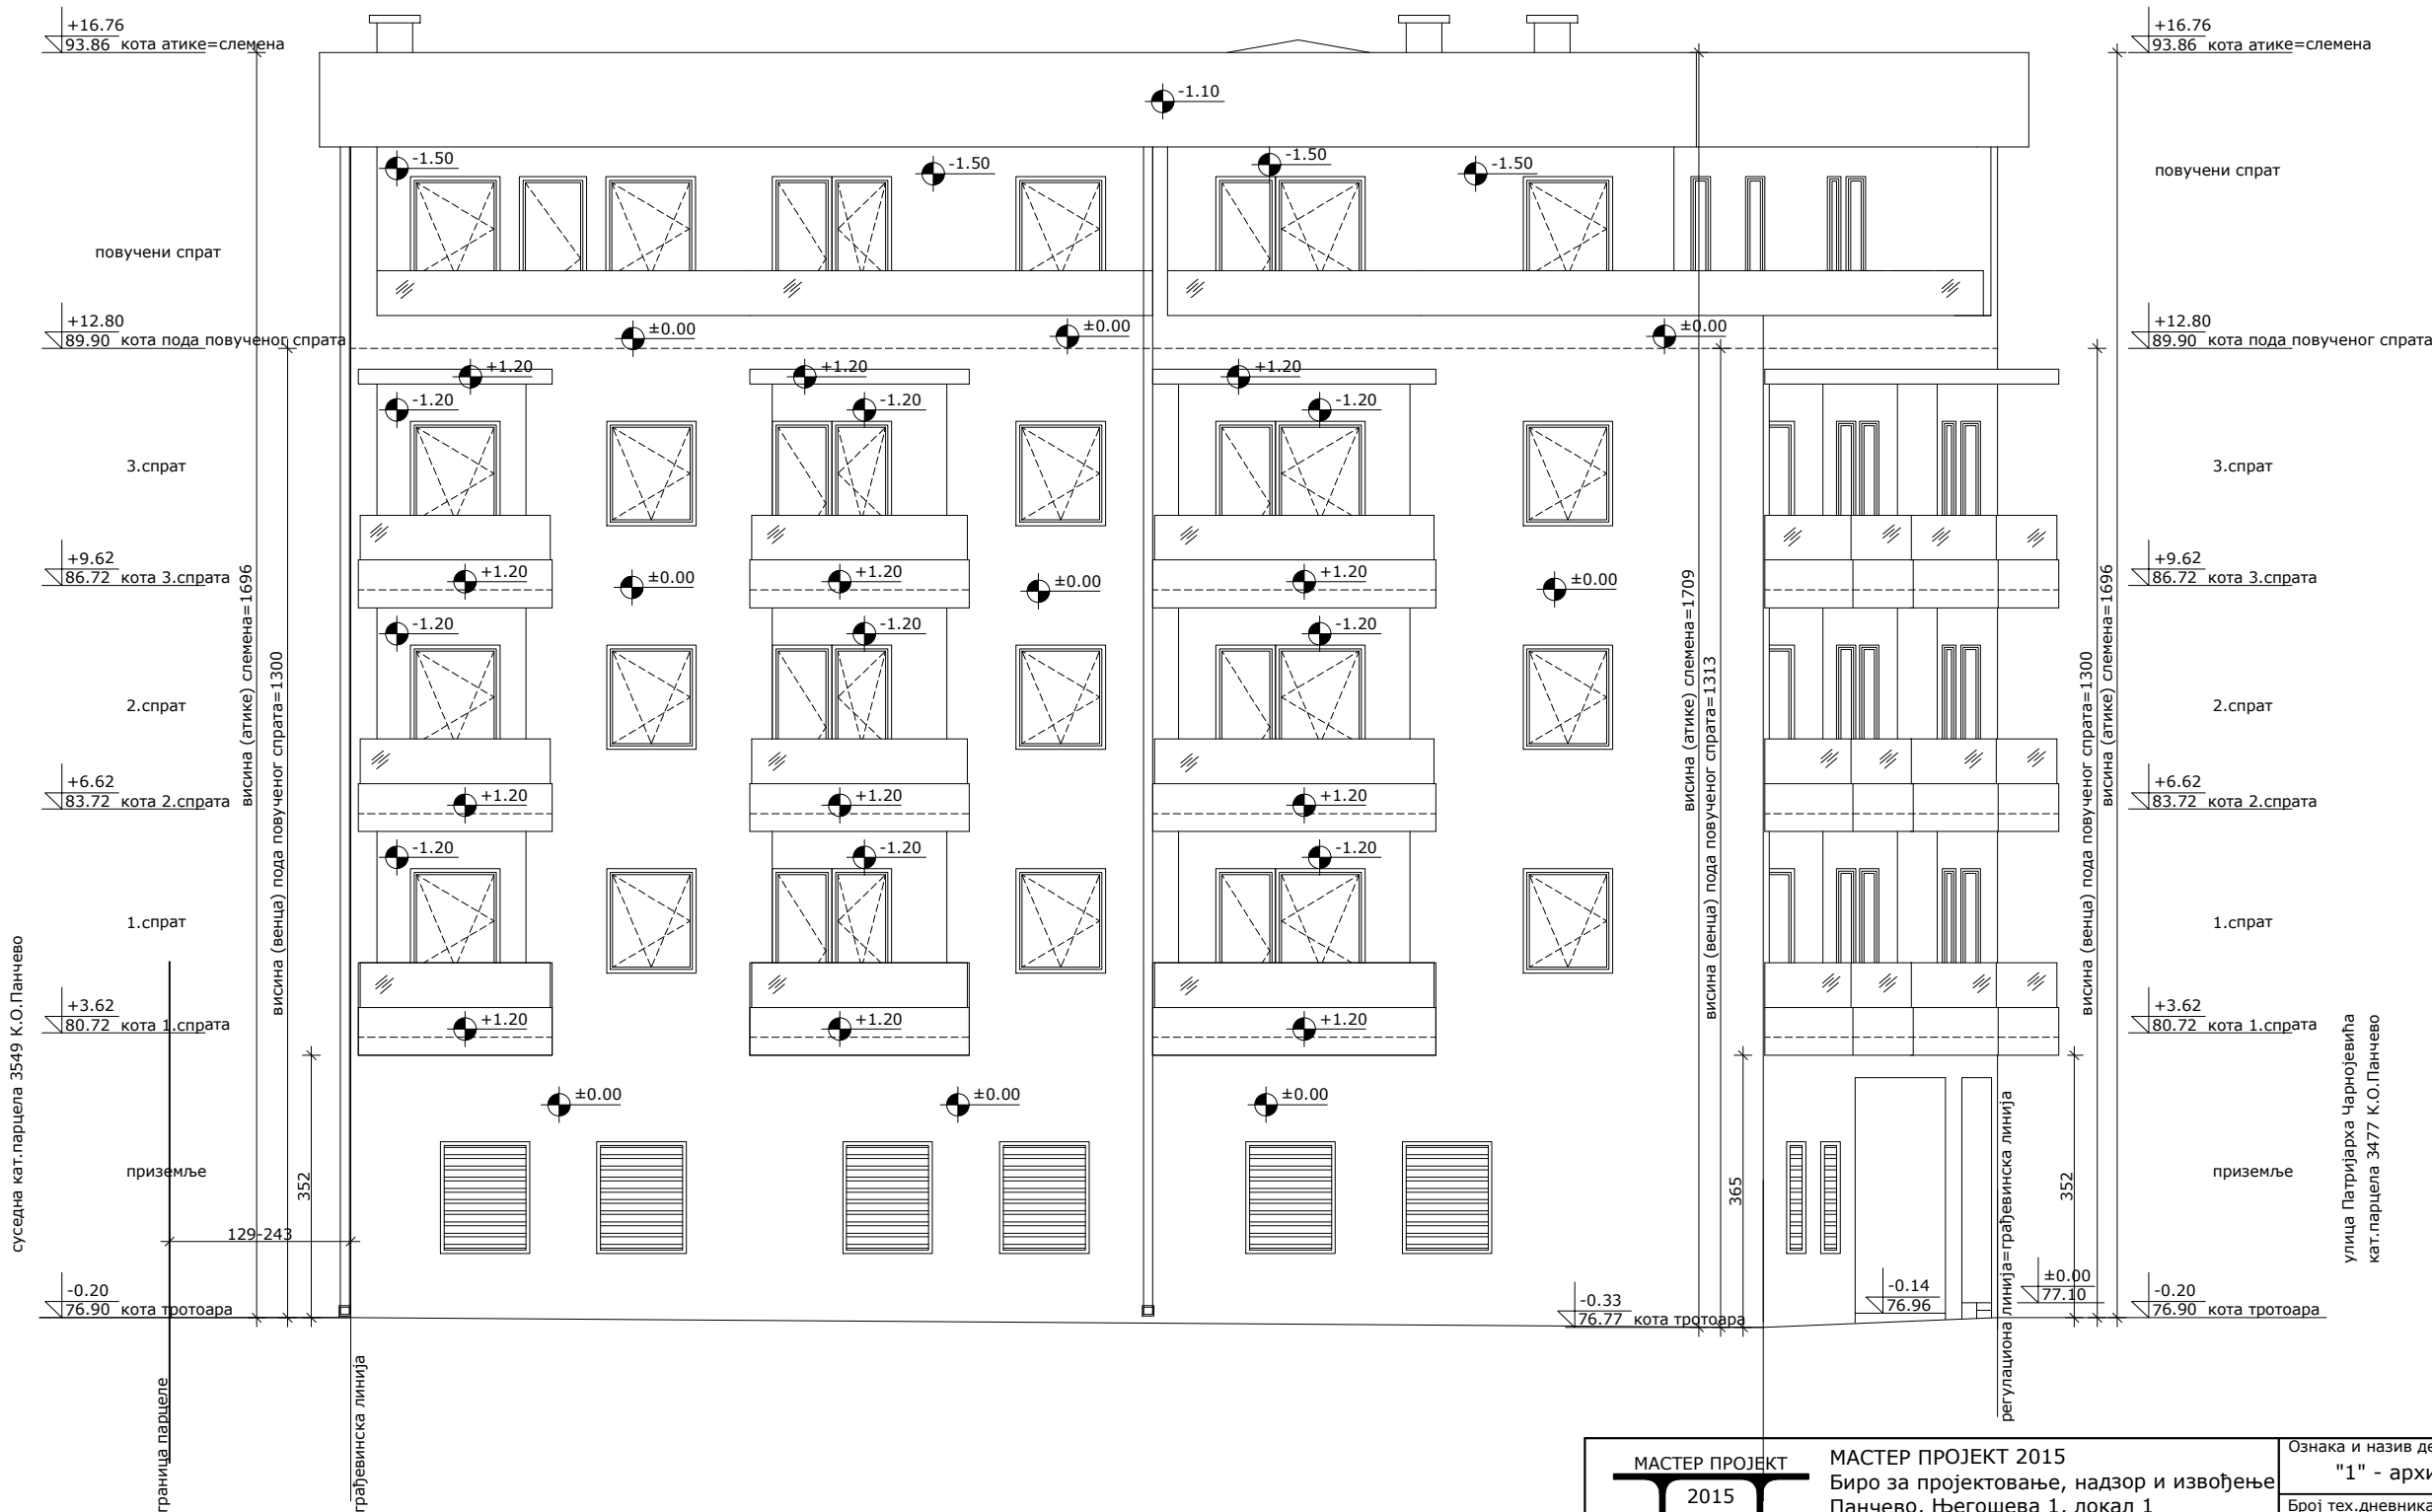 +16.76
93.86 кота атике=слемена
+16.76
93.86 кота атике=слемена
-1.10
-1.50
-1.50
-1.50
-1.50
повучени спрат
повучени спрат
+12.80
89.90 кота пода повученог спрата
±0.00
±0.00
±0.00
+12.80
89.90 кота пода повученог спрата
+1.20
+1.20
+1.20
-1.20
-1.20
-1.20
3.спрат
3.спрат
+9.62
86.72 кота 3.спрата
+1.20
±0.00
+1.20
±0.00
+1.20
±0.00
+9.62
86.72 кота 3.спрата
-1.20
-1.20
-1.20
2.спрат
2.спрат
+6.62
83.72 кота 2.спрата
+1.20
+1.20
+1.20
+6.62
83.72 кота 2.спрата
-1.20
-1.20
-1.20
1.спрат
1.спрат
+3.62
80.72 кота 1.спрата
+1.20
+1.20
+1.20
+3.62
80.72 кота 1.спрата
±0.00
±0.00
±0.00
приземље
приземље
129-243
352
365
352
висина (атике) слемена=1696
висина (венца) пода повученог спрата=1300
висина (атике) слемена=1709
висина (венца) пода повученог спрата=1313
висина (венца) пода повученог спрата=1300
висина (атике) слемена=1696
суседна кат.парцела 3549 К.О.Панчево
улица Патријарха Чарнојевића
кат.парцела 3477 К.О.Панчево
-0.20
76.90 кота тротоара
-0.33
76.77 кота тротоара
-0.14
76.96
±0.00
77.10
-0.20
76.90 кота тротоара
граница парцеле
грађевинска линија
регулациона линија=грађевинска линија
МАСТЕР ПРОЈЕКТ
2015
МАСТЕР ПРОЈЕКТ 2015
Биро за пројектовање, надзор и извођење
Панчево, Његошева 1, локал 1
Ознака и назив де
"1" - архи
Број тех.дневника